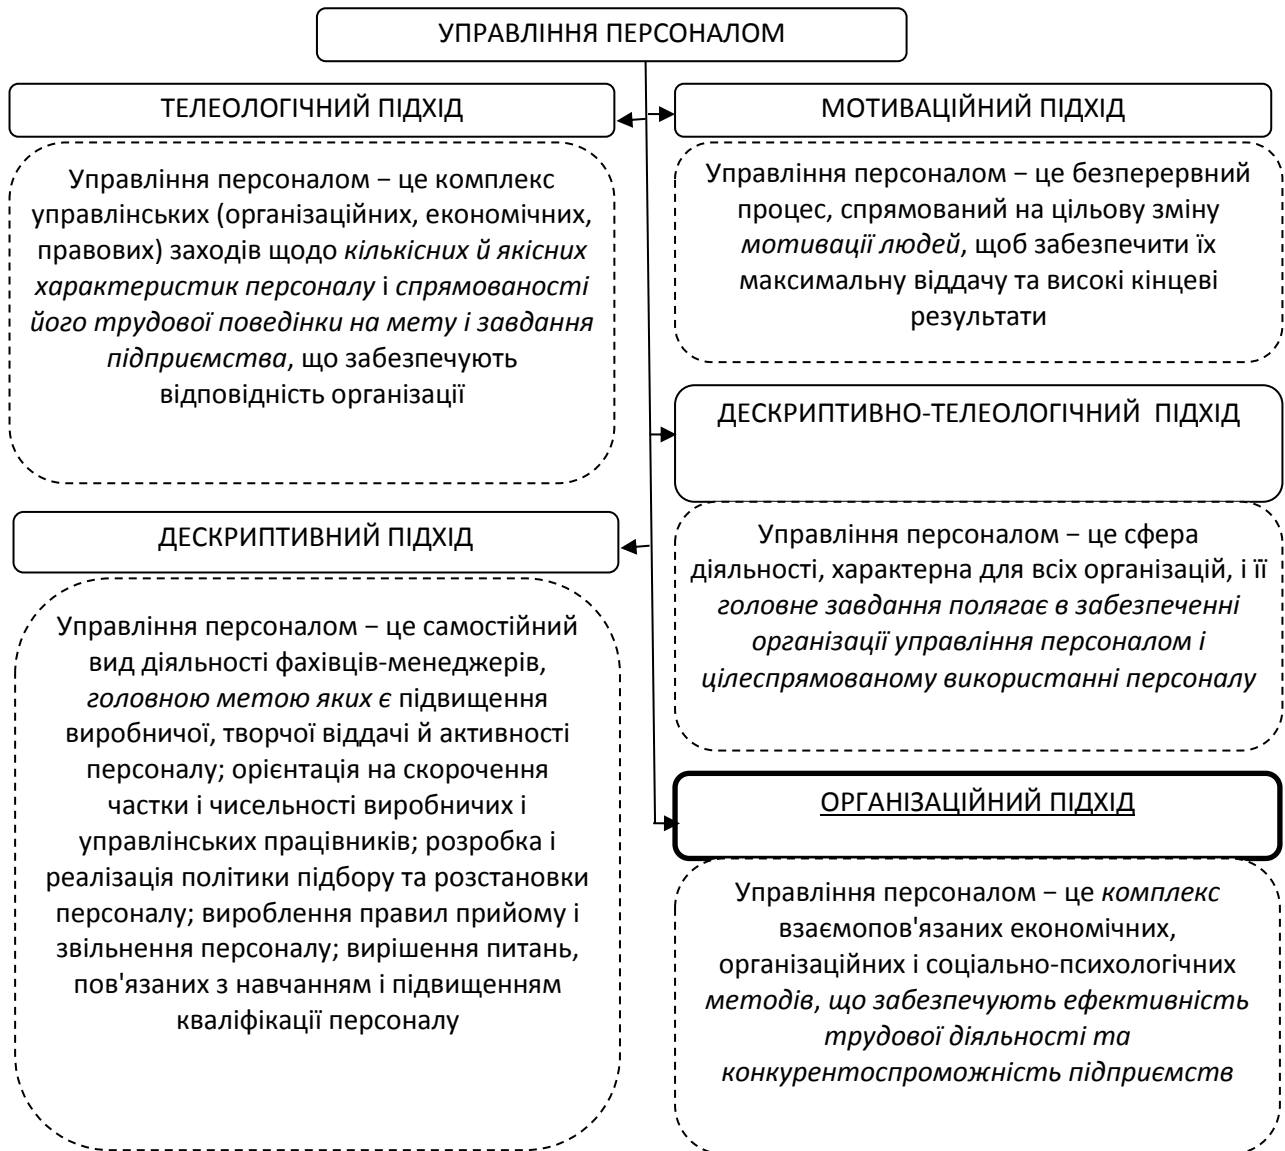 УПРАВЛІННЯ ПЕРСОНАЛОМ
ТЕЛЕОЛОГІЧНИЙ ПІДХІД
Управління персоналом − це комплекс
управлінських (організаційних, економічних,
правових) заходів щодо кількісних й якісних
характеристик персоналу і спрямованості
його трудової поведінки на мету і завдання
підприємства, що забезпечують
відповідність організації
МОТИВАЦІЙНИЙ ПІДХІД
Управління персоналом − це безперервний
процес, спрямований на цільову зміну
мотивації людей, щоб забезпечити їх
максимальну віддачу та високі кінцеві
результати
ДЕСКРИПТИВНО-ТЕЛЕОЛОГІЧНИЙ ПІДХІД
Управління персоналом − це сфера
діяльності, характерна для всіх організацій, і її
головне завдання полягає в забезпеченні
організації управління персоналом і
цілеспрямованому використанні персоналу
ДЕСКРИПТИВНИЙ ПІДХІД
Управління персоналом − це самостійний
вид діяльності фахівців-менеджерів,
головною метою яких є підвищення
виробничої, творчої віддачі й активності
персоналу; орієнтація на скорочення
частки і чисельності виробничих і
управлінських працівників; розробка і
реалізація політики підбору та розстановки
персоналу; вироблення правил прийому і
звільнення персоналу; вирішення питань,
пов'язаних з навчанням і підвищенням
кваліфікації персоналу
ОРГАНІЗАЦІЙНИЙ ПІДХІД
Управління персоналом − це комплекс
взаємопов'язаних економічних,
організаційних і соціально-психологічних
методів, що забезпечують ефективність
трудової діяльності та
конкурентоспроможність підприємств